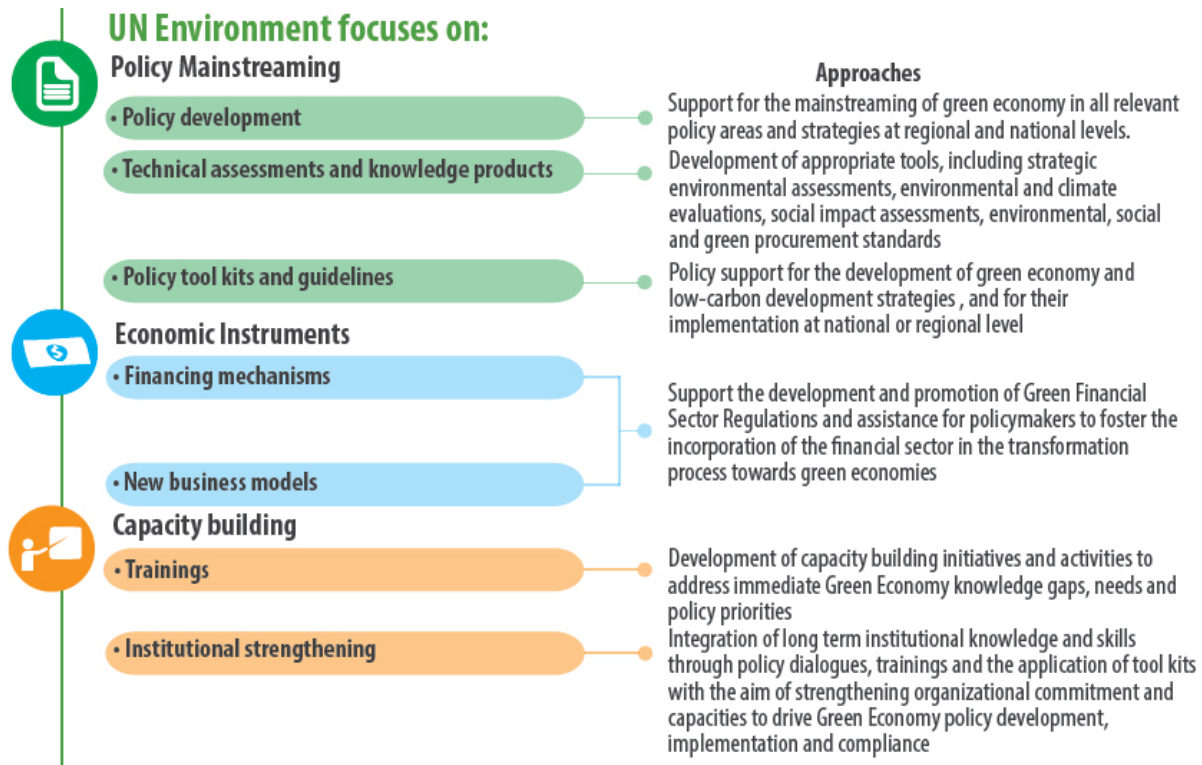 UN Environment focuses on:
Policy Mainstreaming
Approaches
• Policy development
Support for the mainstreaming of green economy in all relevant
policy areas and strategies at regional and national levels.
• Technical assessments and knowledge products
Development of appropriate tools, including strategic
environmental assessments, environmental and climate
evaluations, social impact assessments, environmental, social
and green procurement standards
• Policy tool kits and guidelines
Policy support for the development of green economy and
low-carbon development strategies , and for their
implementation at national or regional level
Economic Instruments
• Financing mechanisms
• New business models
Support the development and promotion of Green Financial
Sector Regulations and assistance for policymakers to foster the
incorporation of the financial sector in the transformation
process towards green economies
Capacity building
• Trainings
Development of capacity building initiatives and activities to
address immediate Green Economy knowledge gaps, needs and
policy priorities
• Institutional strengthening
Integration of long term institutional knowledge and skills
through policy dialogues, trainings and the application of tool kits
with the aim of strengthening organizational commitment and
capacities to drive Green Economy policy development,
implementation and compliance